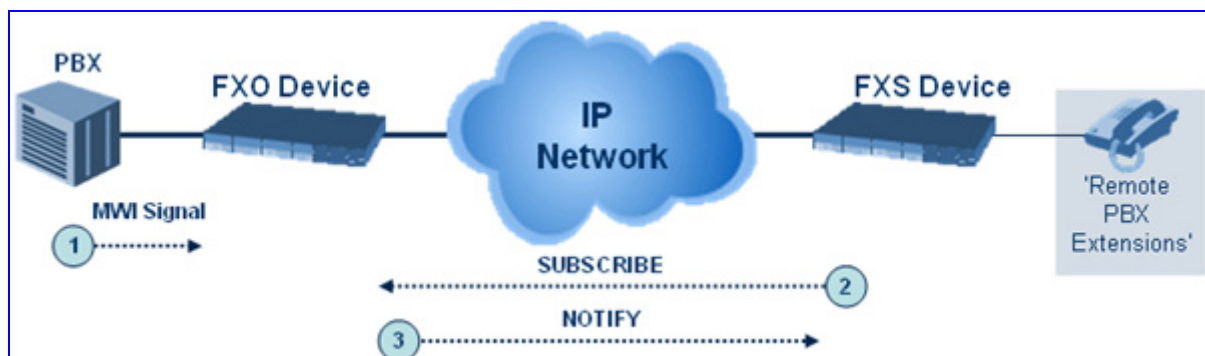 PBX
FXO Device
IP
Network
FXS Device
'Remote
PBX
Extensions'
MWI Signal
1
SUBSCRIBE
2
NOTIFY
3